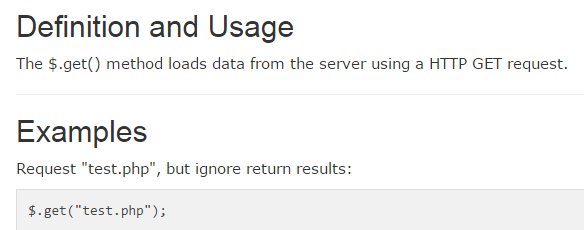 Definition and Usage
The $.get() method loads data from the server using a HTTP GET request.
Examples
Request "test.php", but ignore return results:
$.get("test.php");